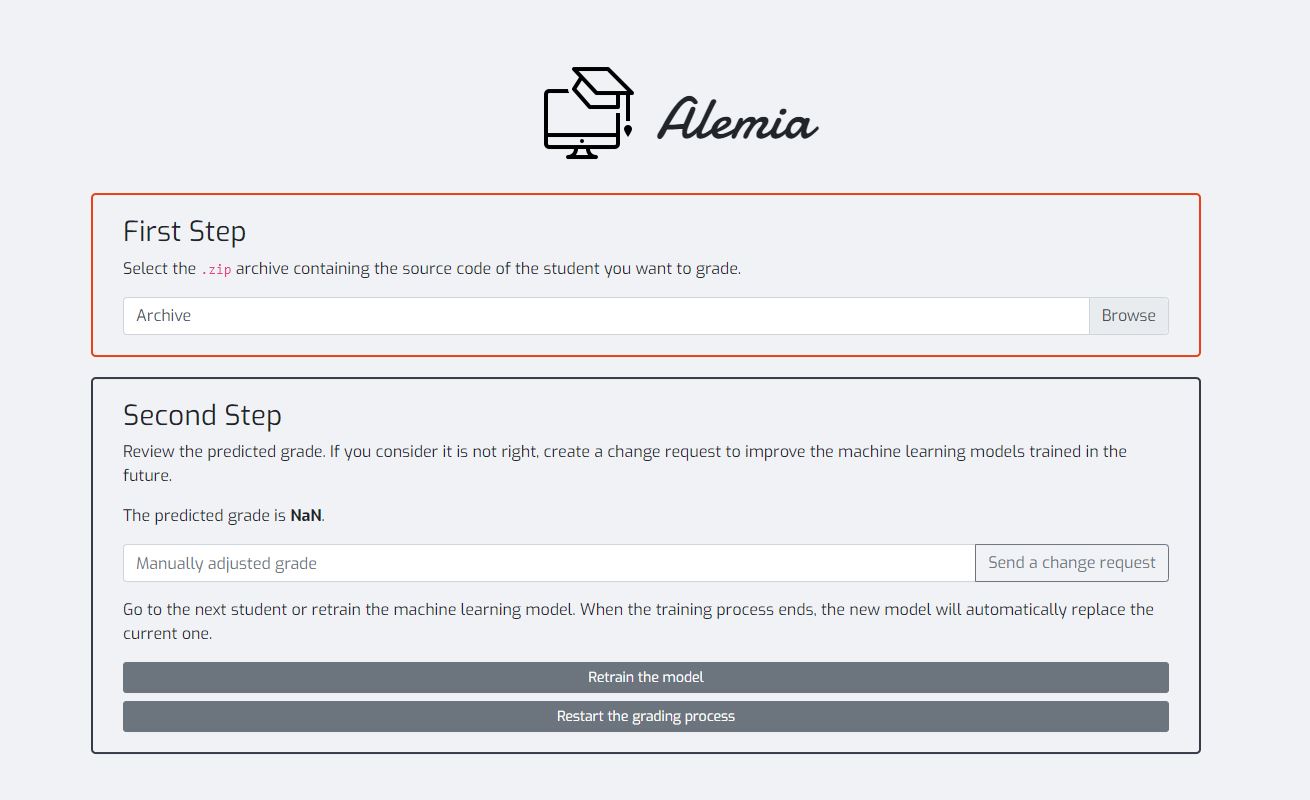 Alemia
First Step
Select the .zip archive containing the source code of the student you want to grade.
Archive
Browse
Second Step
Review the predicted grade. If you consider it is not right, create a change request to improve the machine learning models trained in the
future.
The predicted grade is NaN.
Manually adjusted grade
Send a change request
Go to the next student or retrain the machine learning model. When the training process ends, the new model will automatically replace the
current one.
Retrain the model
Restart the grading process